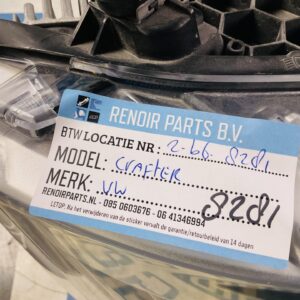 RENOIR PARTS B.V.
BTW LOCATIE NR: 2-66 8281
MODEL: CRAFTER
MERK: VW
8281
RENOIRPARTS.NL - 095 0603676 - 06 41346994
LET OP: Na het verwijderen van de sticker vervalt de garantie/retourbeleid van 14 dagen